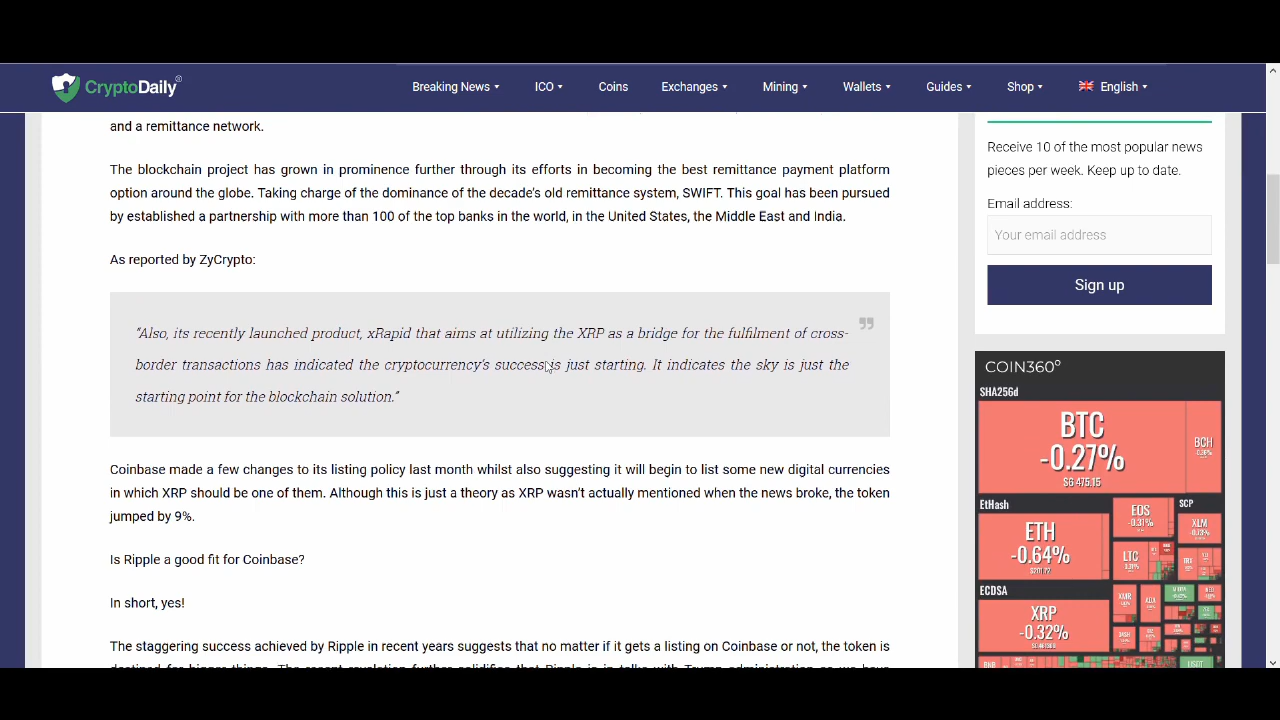 CryptoDaily
Breaking News
ICO
Coins
Exchanges
Mining
Wallets
Guides
Shop
English
and a remittance network.
The blockchain project has grown in prominence further through its efforts in becoming the best remittance payment platform
option around the globe. Taking charge of the dominance of the decade's old remittance system, SWIFT. This goal has been pursued
by established a partnership with more than 100 of the top banks in the world, in the United States, the Middle East and India.
As reported by ZyCrypto:
“Also, its recently launched product, xRapid that aims at utilizing the XRP as a bridge for the fulfilment of cross-
border transactions has indicated the cryptocurrency's success is just starting. It indicates the sky is just the
starting point for the blockchain solution.”
Coinbase made a few changes to its listing policy last month whilst also suggesting it will begin to list some new digital currencies
in which XRP should be one of them. Although this is just a theory as XRP wasn't actually mentioned when the news broke, the token
jumped by 9%.
Is Ripple a good fit for Coinbase?
In short, yes!
The staggering success achieved by Ripple in recent years suggests that no matter if it gets a listing on Coinbase or not, the token is
Receive 10 of the most popular news
pieces per week. Keep up to date.
Email address:
Your email address
Sign up
COIN360°
SHA256d
BTC
-0.27%
$6 475.15
BCH
EtHash
ETH
-0.64%
EOS
-0.31%
LTC
SCP
XLM
-0.73%
ECDSA
XRP
-0.32%
XMR
ADA